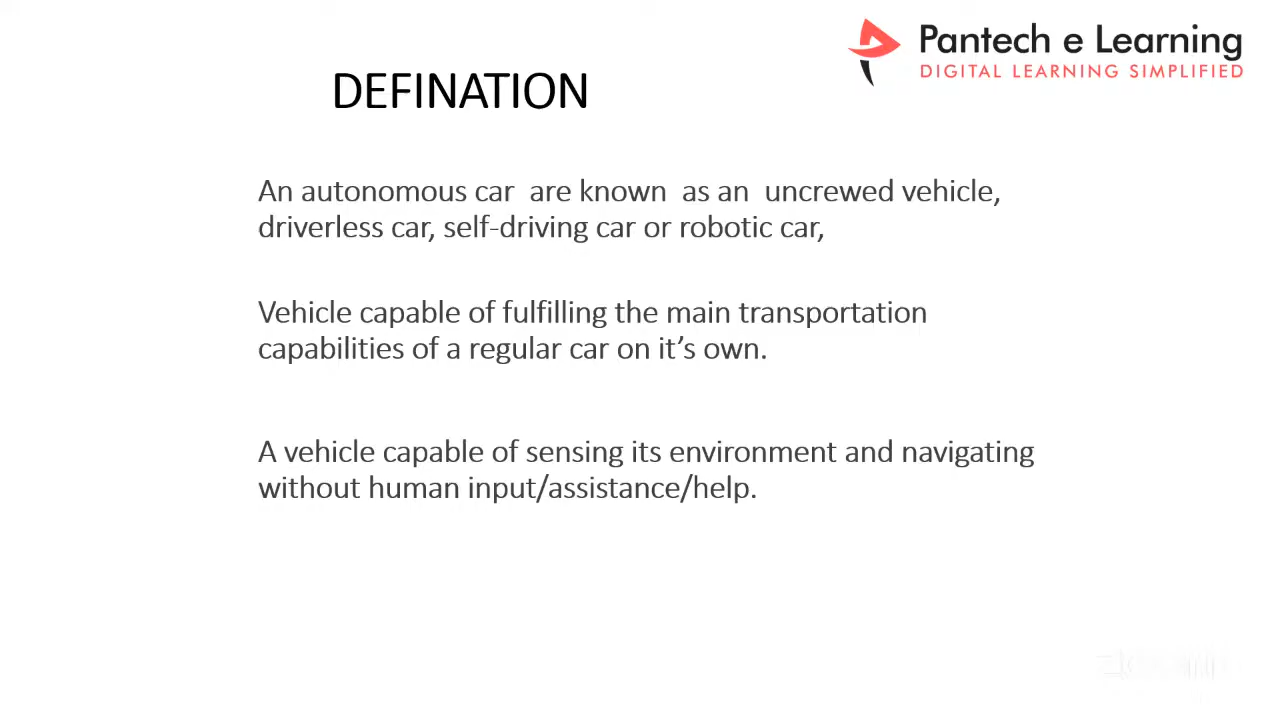 Pantech e Learning
DIGITAL LEARNING SIMPLIFIED
DEFINATION
An autonomous car are known as an uncrewed vehicle,
driverless car, self-driving car or robotic car,
Vehicle capable of fulfilling the main transportation
capabilities of a regular car on it’s own.
A vehicle capable of sensing its environment and navigating
without human input/assistance/help.